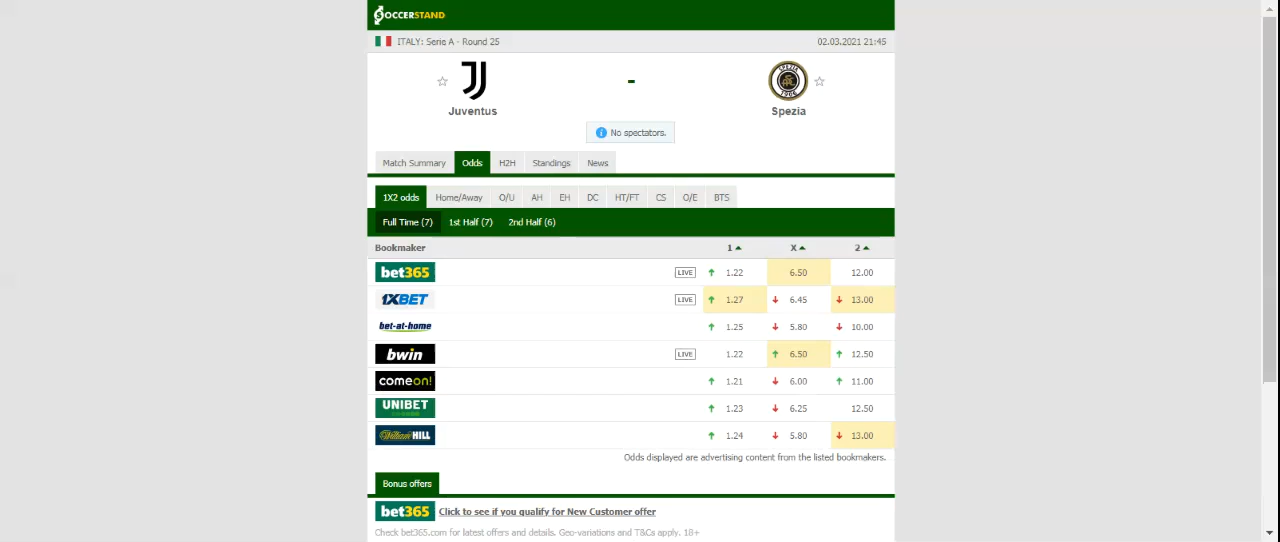 SOCCERSTAND
ITALY: Serie A - Round 25 02.03.2021 21:45
Juventus - Spezia
SPEZIA
1906
No spectators.
Match Summary Odds H2H Standings News
1X2 odds Home/Away O/U AH EH DC HT/FT CS O/E BTS
Full Time (7) 1st Half (7) 2nd Half (6)
Bookmaker 1 X 2
bet365 LIVE 1.22 6.50 12.00
1XBET LIVE 1.27 6.45 13.00
bet-at-home 1.25 5.80 10.00
bwin LIVE 1.22 6.50 12.50
comeon! 1.21 6.00 11.00
UNIBET 1.23 6.25 12.50
William HILL 1.24 5.80 13.00
Odds displayed are advertising content from the listed bookmakers.
Bonus offers
bet365 Click to see if you qualify for New Customer offer
Check bet365.com for latest offers and details. Geo-variations and T&Cs apply. 18+